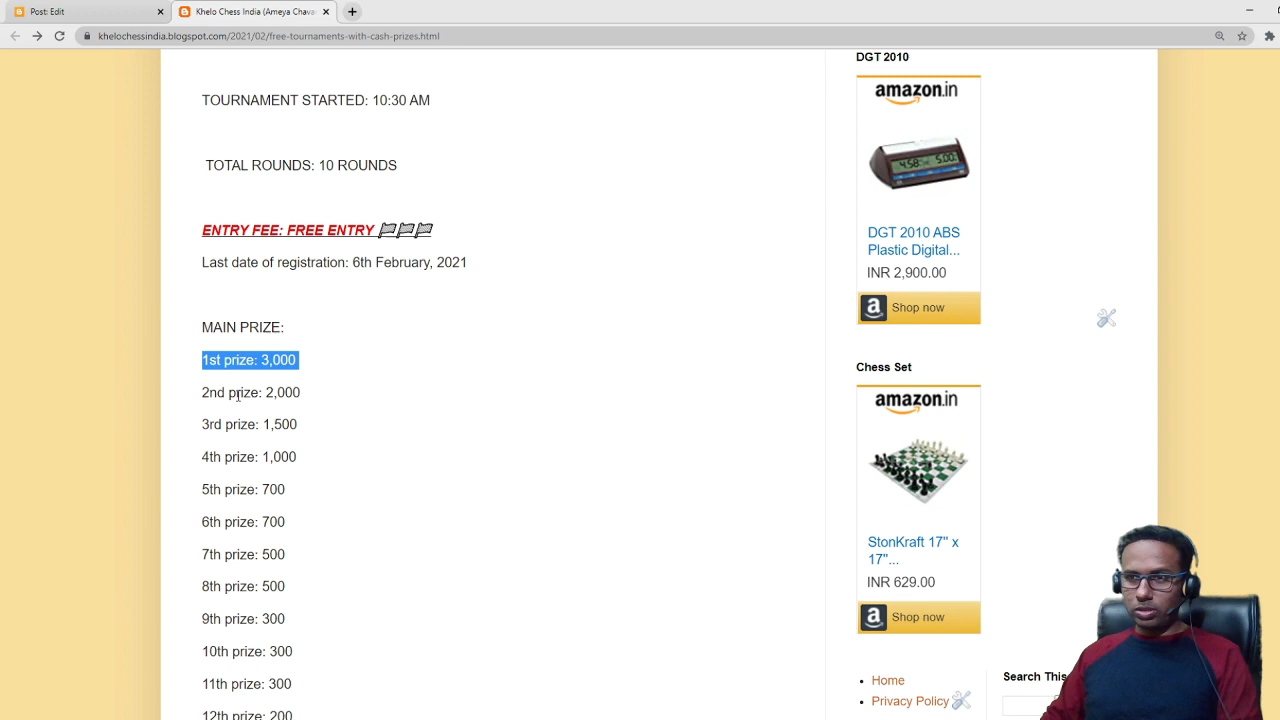 Post: Edit
Khelo Chess India (Ameya Chava
khelochessindia.blogspot.com/2021/02/free-tournaments-with-cash-prizes.html
TOURNAMENT STARTED: 10:30 AM
TOTAL ROUNDS: 10 ROUNDS
ENTRY FEE: FREE ENTRY
Last date of registration: 6th February, 2021
MAIN PRIZE:
1st prize: 3,000
2nd prize: 2,000
3rd prize: 1,500
4th prize: 1,000
5th prize: 700
6th prize: 700
7th prize: 500
8th prize: 500
9th prize: 300
10th prize: 300
11th prize: 300
12th prize: 200
DGT 2010
amazon.in
4:58 5:00
DGT 2010 ABS
Plastic Digital...
INR 2,900.00
a Shop now
Chess Set
amazon.in
StonKraft 17" x
17"...
INR 629.00
a Shop now
Home
Privacy Policy
Search This